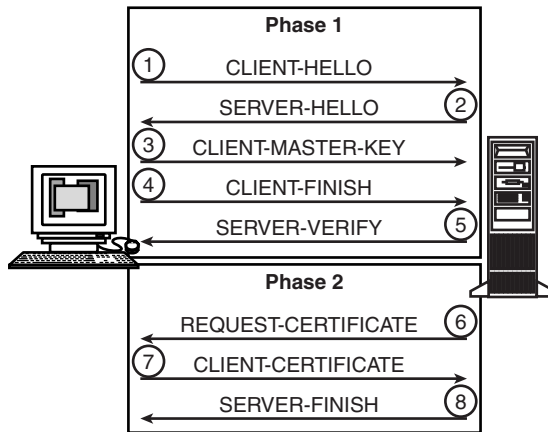 Phase 1
1 CLIENT-HELLO
SERVER-HELLO 2
3 CLIENT-MASTER-KEY
4 CLIENT-FINISH
SERVER-VERIFY 5
Phase 2
REQUEST-CERTIFICATE 6
7 CLIENT-CERTIFICATE
SERVER-FINISH 8